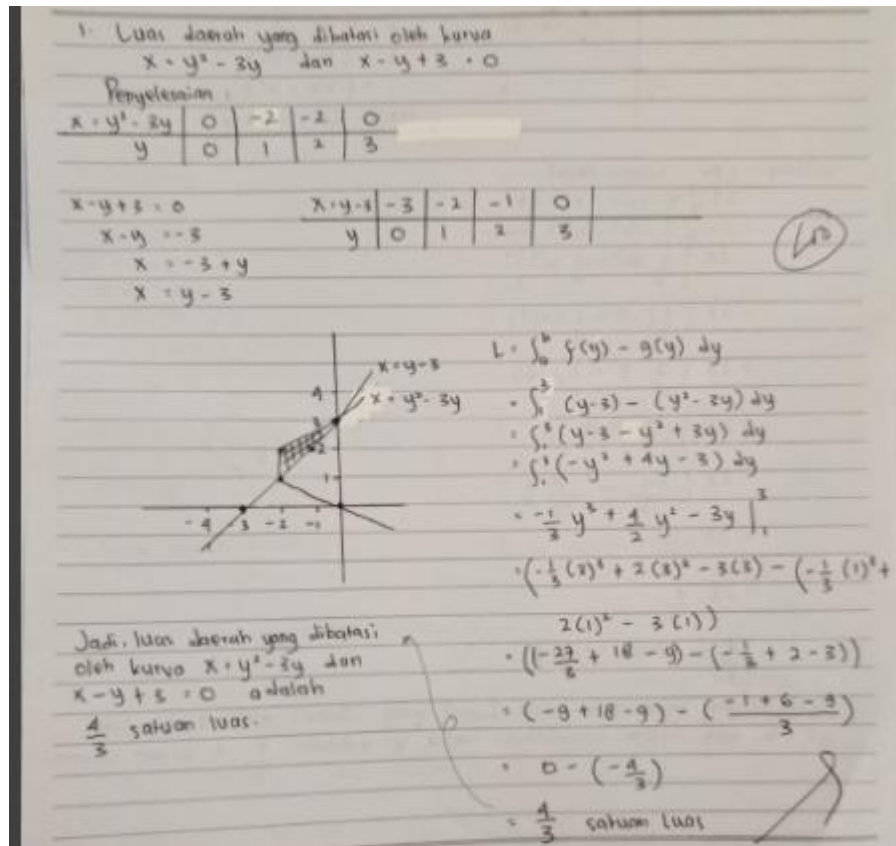 1. Luas daerah yang dibatasi oleh kurva
x = y² - 3y dan x - y + 3 = 0
Penyelesaian:
x = y² - 3y | 0 | -2 | -2 | 0
y | 0 | 1 | 2 | 3
x - y + 3 = 0
x - y = -3
x = -3 + y
x = y - 3
x = y - 3 | -3 | -2 | -1 | 0
y | 0 | 1 | 2 | 3
100
x = y - 3
x = y² - 3y
4
3
2
1
-4 3 -2 -1
L = ∫ₐᵇ f(y) - g(y) dy
= ∫₁³ (y-3) - (y² - 3y) dy
= ∫₁³ (y - 3 - y² + 3y) dy
= ∫₁³ (-y² + 4y - 3) dy
= -1/3 y³ + 4/2 y² - 3y |₁³
= (-1/3 (3)³ + 2(3)² - 3(3) - (-1/3 (1)³ +
2(1)² - 3(1))
= ((-27/3 + 18 - 9) - (-1/3 + 2 - 3))
= (-9 + 18 - 9) - ((-1 + 6 - 9)/3)
= 0 - (-4/3)
= 4/3 satuan luas
Jadi, luas daerah yang dibatasi
oleh kurva x = y² - 3y dan
x - y + 3 = 0 adalah
4/3 satuan luas.